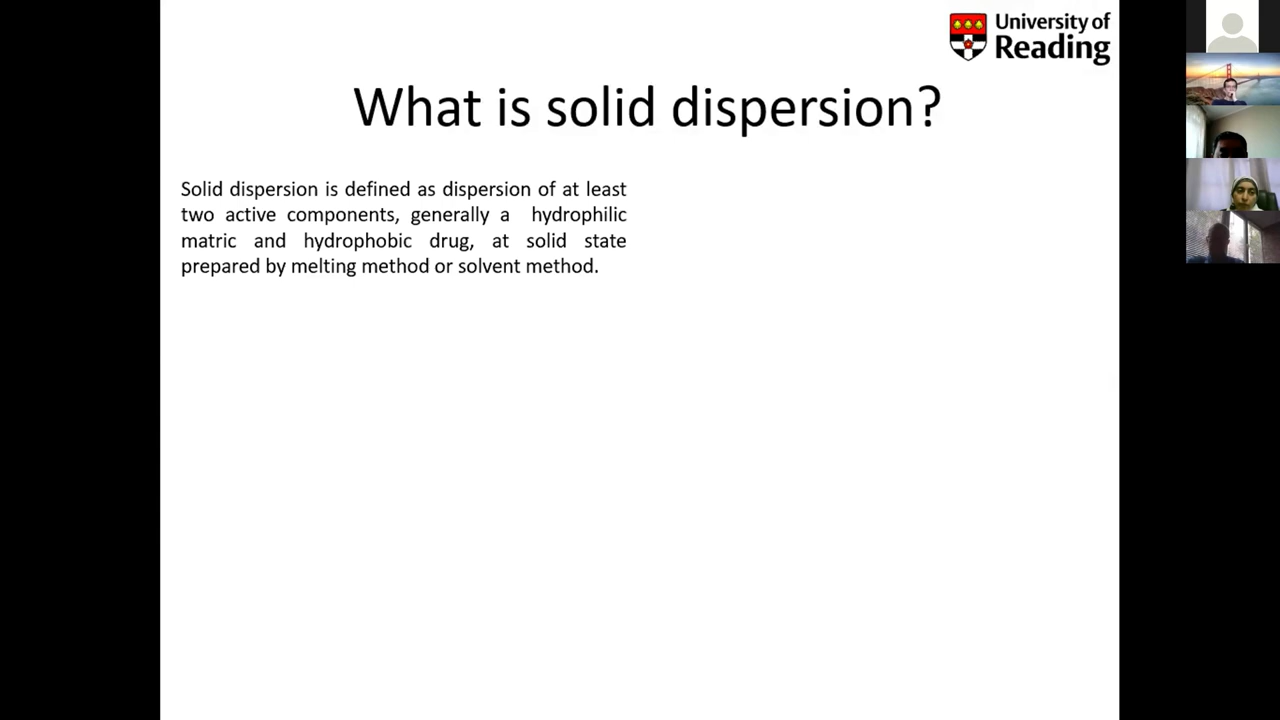 University of
Reading
What is solid dispersion?
Solid dispersion is defined as dispersion of at least
two active components, generally a hydrophilic
matric and hydrophobic drug, at solid state
prepared by melting method or solvent method.